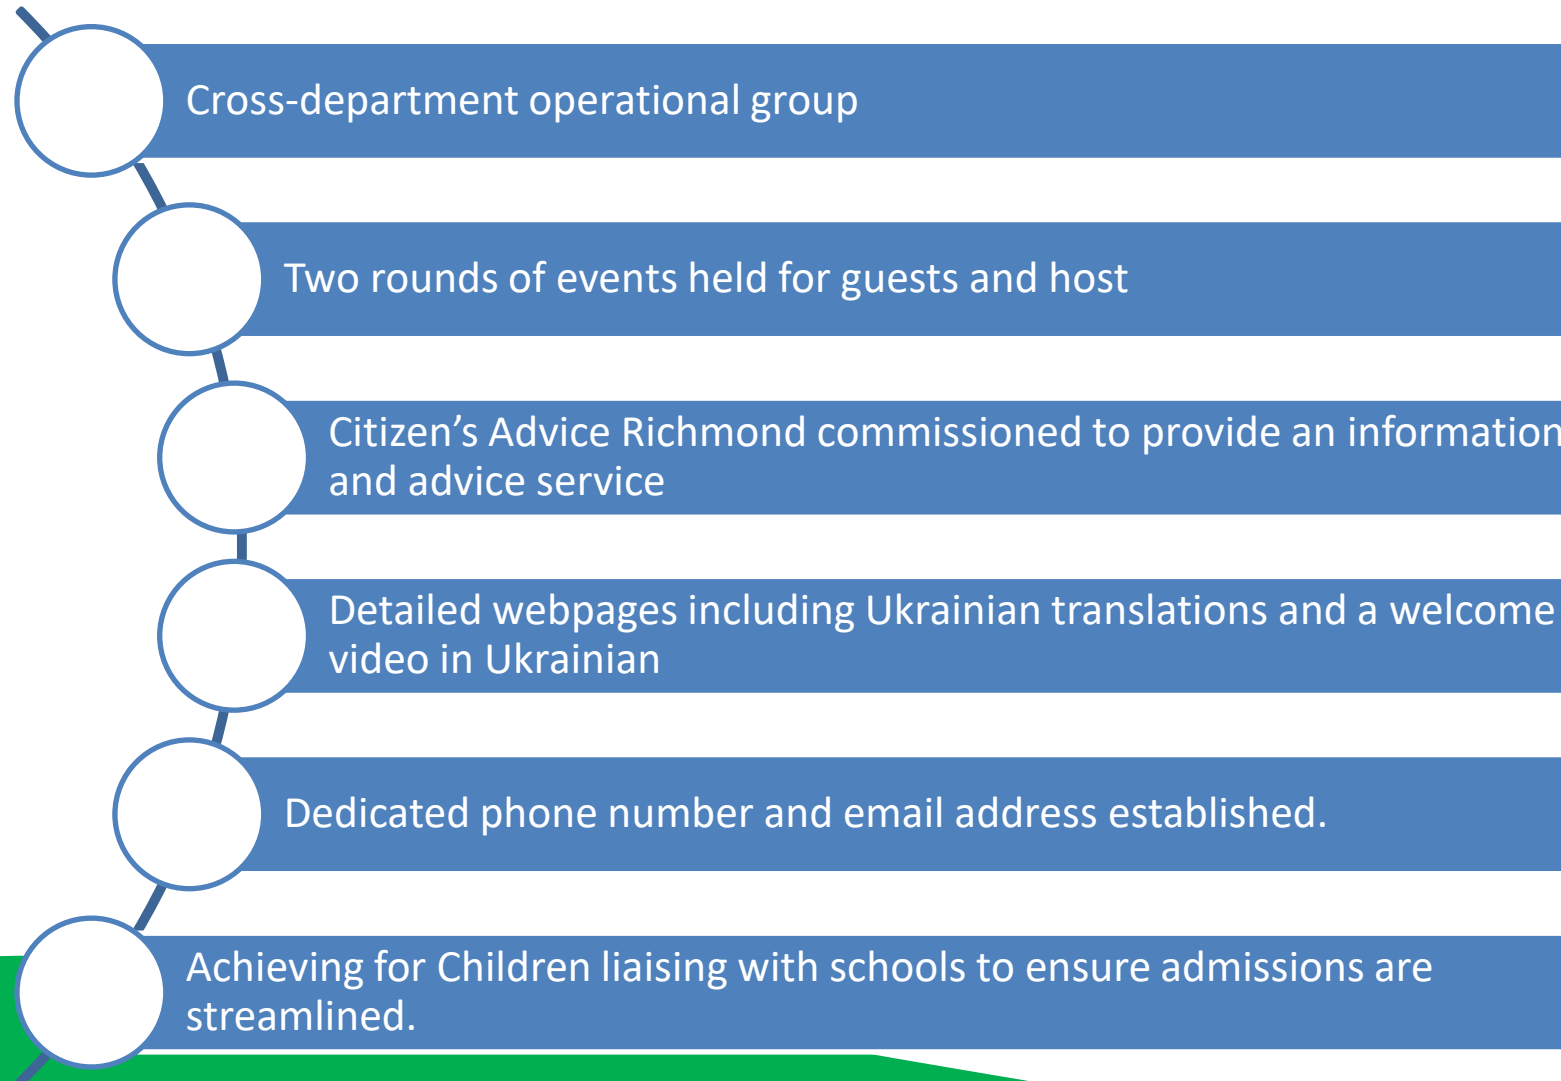 Cross-department operational group
Two rounds of events held for guests and host
Citizen’s Advice Richmond commissioned to provide an information
and advice service
Detailed webpages including Ukrainian translations and a welcome
video in Ukrainian
Dedicated phone number and email address established.
Achieving for Children liaising with schools to ensure admissions are
streamlined.